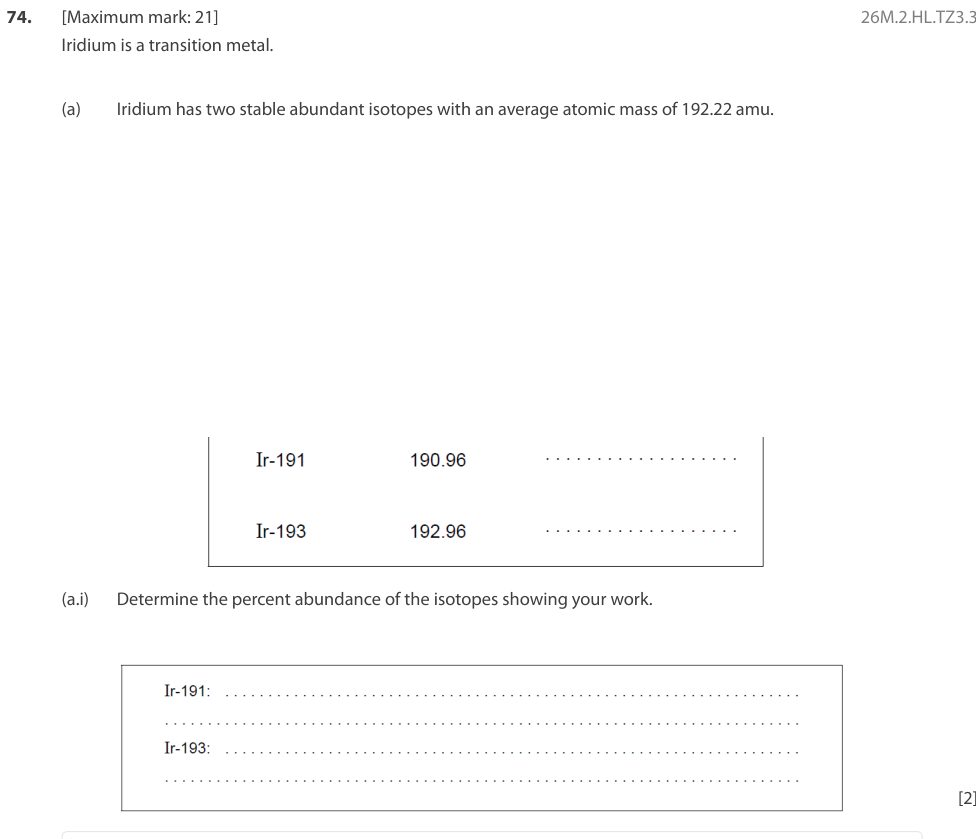 74. [Maximum mark: 21] 26M.2.HL.TZ3.3
Iridium is a transition metal.
(a) Iridium has two stable abundant isotopes with an average atomic mass of 192.22 amu.
Ir-191 190.96 ...................
Ir-193 192.96 ...................
(a.i) Determine the percent abundance of the isotopes showing your work.
Ir-191: ....................................................................
...........................................................................
Ir-193: ....................................................................
...........................................................................
[2]